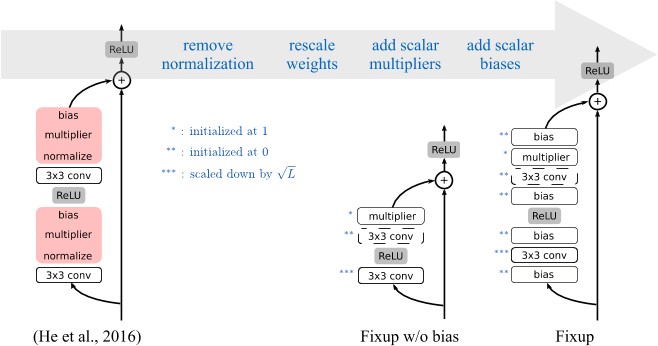 remove normalization
rescale weights
add scalar multipliers
add scalar biases
ReLU
+
bias
multiplier
normalize
3x3 conv
ReLU
bias
multiplier
normalize
3x3 conv
(He et al., 2016)
* : initialized at 1
** : initialized at 0
*** : scaled down by √L
ReLU
+
* multiplier
** 3x3 conv
ReLU
*** 3x3 conv
Fixup w/o bias
ReLU
+
** bias
* multiplier
** 3x3 conv
** bias
ReLU
** bias
*** 3x3 conv
** bias
Fixup